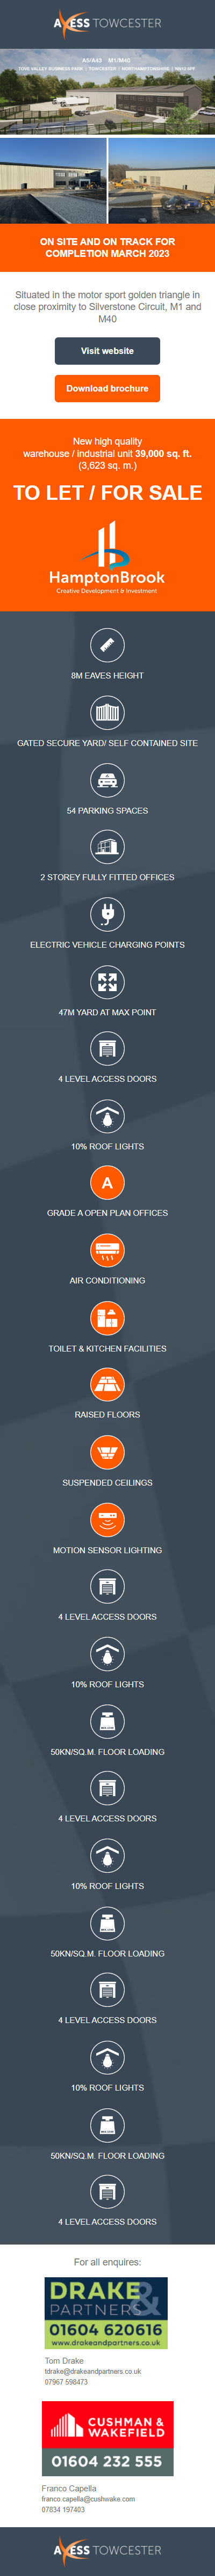 AXESS TOWCESTER
A5/A43 M1/M40
TOVE VALLEY BUSINESS PARK | TOWCESTER | NORTHAMPTONSHIRE | NN12 6PF
ON SITE AND ON TRACK FOR
COMPLETION MARCH 2023
Situated in the motor sport golden triangle in
close proximity to Silverstone Circuit, M1 and
M40
Visit website
Download brochure
New high quality
warehouse / industrial unit 39,000 sq. ft.
(3,623 sq. m.)
TO LET / FOR SALE
HamptonBrook
Creative Development & Investment
8M EAVES HEIGHT
GATED SECURE YARD/ SELF CONTAINED SITE
54 PARKING SPACES
2 STOREY FULLY FITTED OFFICES
ELECTRIC VEHICLE CHARGING POINTS
47M YARD AT MAX POINT
4 LEVEL ACCESS DOORS
10% ROOF LIGHTS
A
GRADE A OPEN PLAN OFFICES
AIR CONDITIONING
TOILET & KITCHEN FACILITIES
RAISED FLOORS
SUSPENDED CEILINGS
MOTION SENSOR LIGHTING
4 LEVEL ACCESS DOORS
10% ROOF LIGHTS
50KN/SQ.M. FLOOR LOADING
4 LEVEL ACCESS DOORS
10% ROOF LIGHTS
50KN/SQ.M. FLOOR LOADING
4 LEVEL ACCESS DOORS
10% ROOF LIGHTS
50KN/SQ.M. FLOOR LOADING
4 LEVEL ACCESS DOORS
For all enquires:
DRAKE &
PARTNERS
01604 620616
www.drakeandpartners.co.uk
Tom Drake
tdrake@drakeandpartners.co.uk
07967 598473
CUSHMAN &
WAKEFIELD
01604 232 555
Franco Capella
franco.capella@cushwake.com
07834 197403
AXESS TOWCESTER